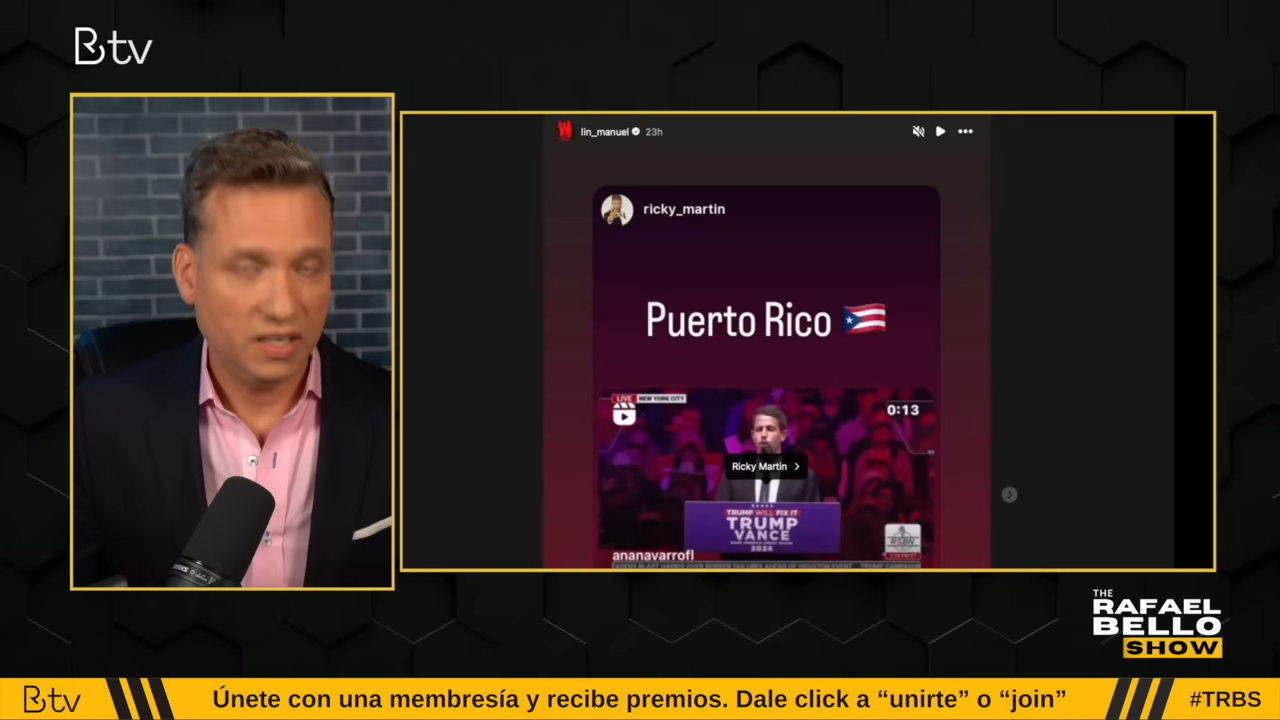 Btv
lin_manuel 23h
ricky_martin
Puerto Rico
LIVE NEW YORK CITY
0:13
Ricky Martin
TRUMP WILL FIX IT
TRUMP
VANCE
2024
RSBN
ananavarrofl
THE
RAFAEL
BELLO
SHOW
Btv
Únete con una membresía y recibe premios. Dale click a “unirte” o “join”
#TRBS